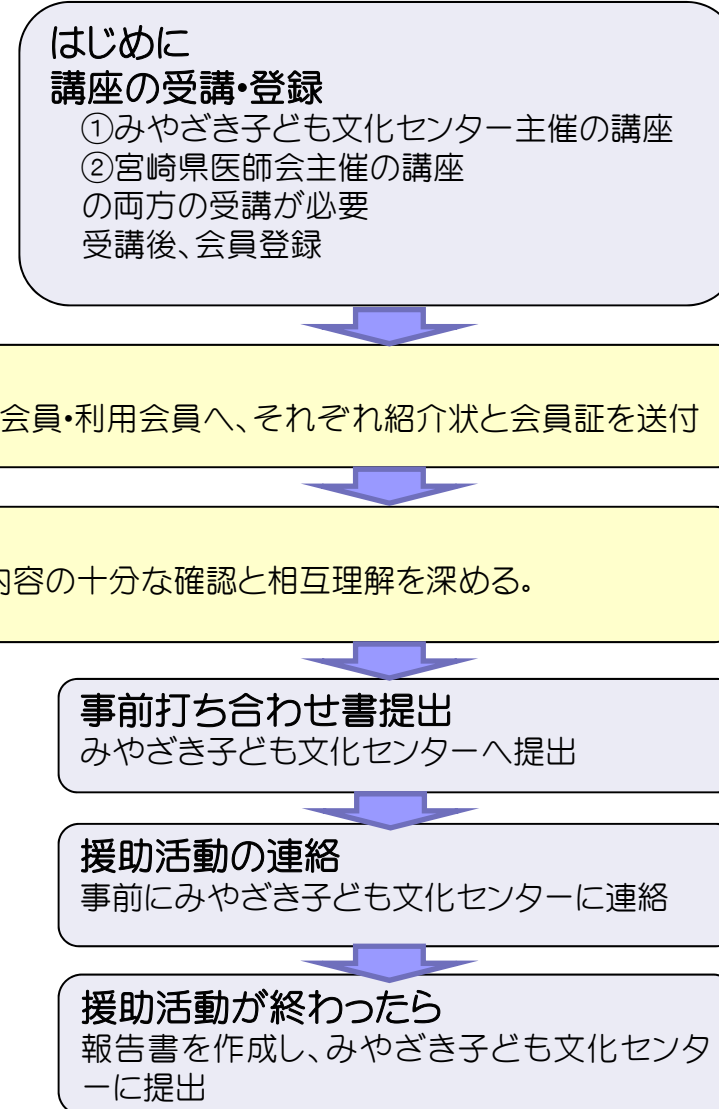 はじめに
講座の受講・登録
①みやざき子ども文化センター主催の講座
②宮崎県医師会主催の講座
の両方の受講が必要
受講後、会員登録
会員・利用会員へ、それぞれ紹介状と会員証を送付
内容の十分な確認と相互理解を深める。
事前打ち合わせ書提出
みやざき子ども文化センターへ提出
援助活動の連絡
事前にみやざき子ども文化センターに連絡
援助活動が終わったら
報告書を作成し、みやざき子ども文化センタ
ーに提出